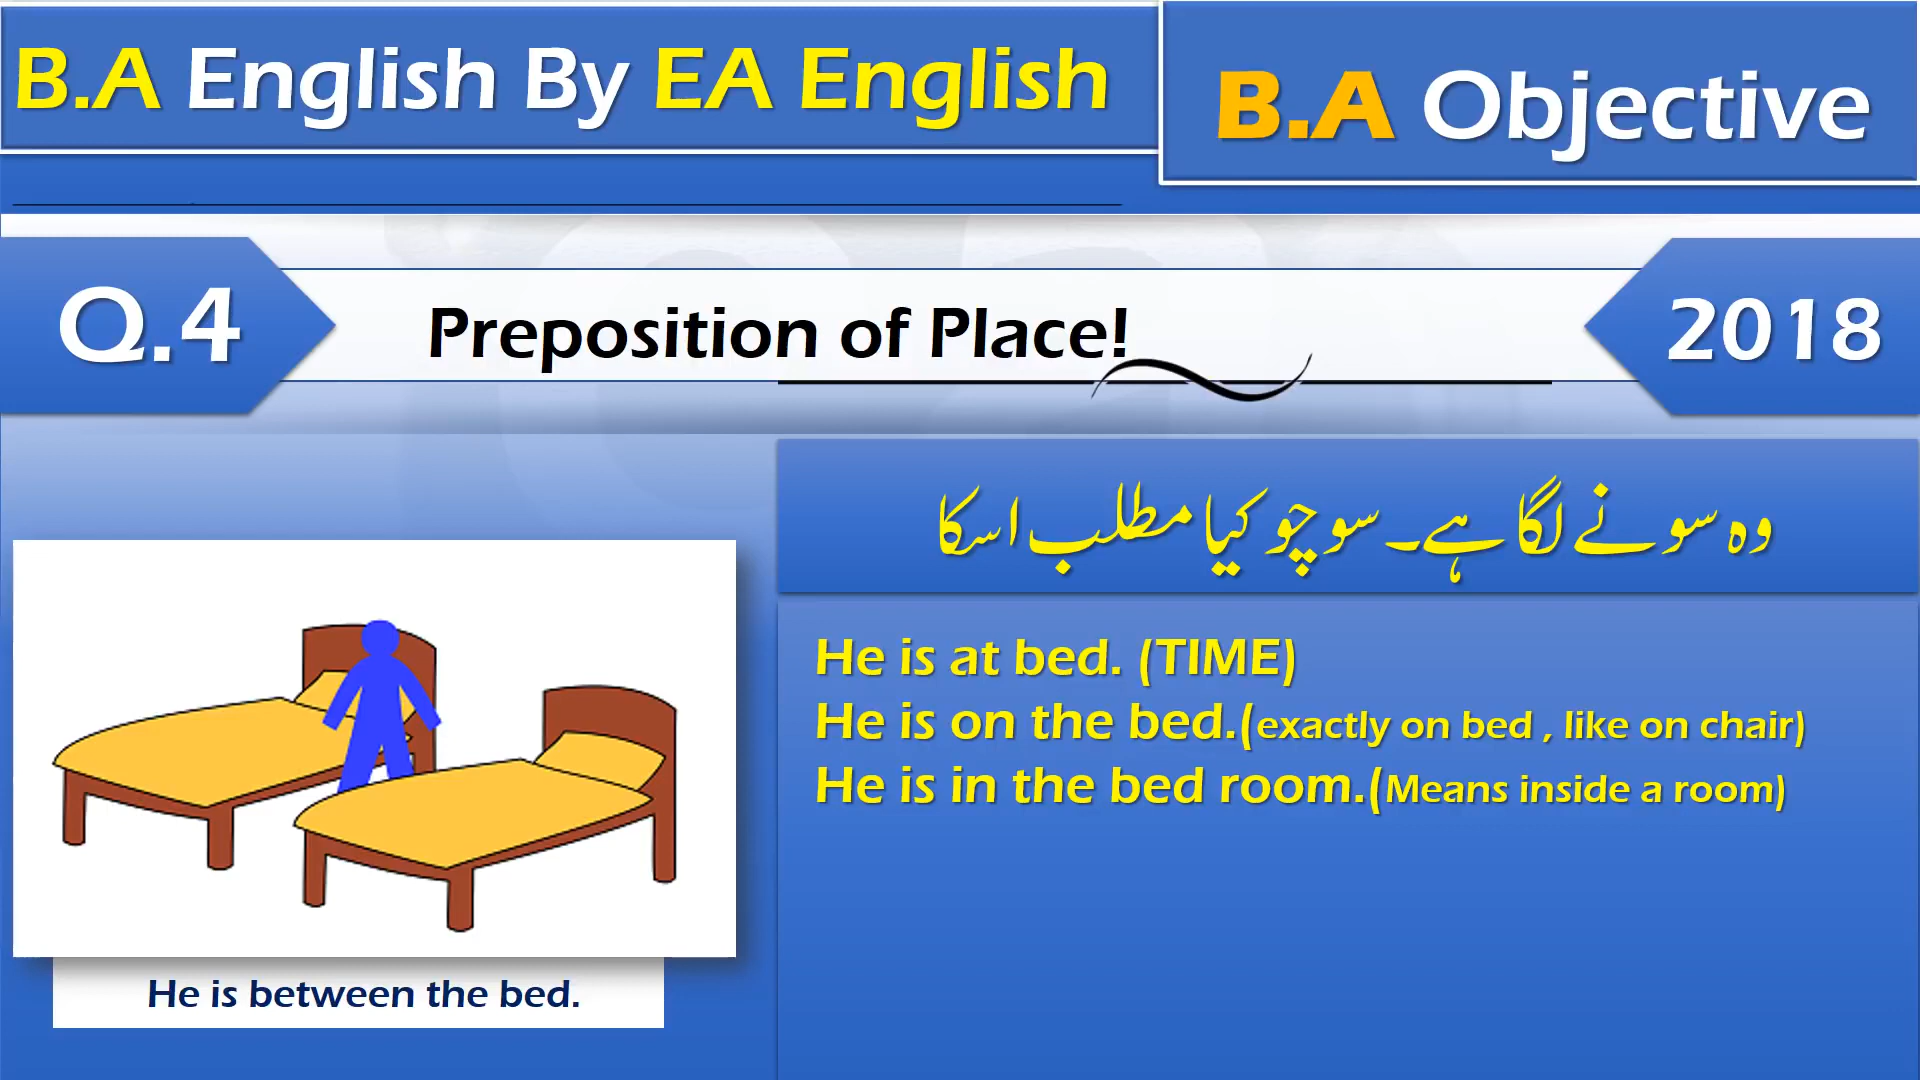 B.A English By EA English
B.A Objective
Q.4
Preposition of Place!
2018
وہ سونے لگا ہے۔ سوچو کیا مطلب اسکا
He is at bed. (TIME)
He is on the bed.(exactly on bed , like on chair)
He is in the bed room.(Means inside a room)
He is between the bed.